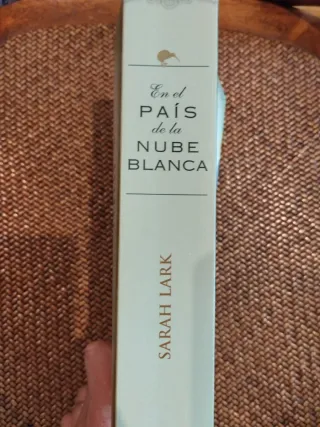 En el
PAÍS
de la
NUBE
BLANCA
SARAH LARK